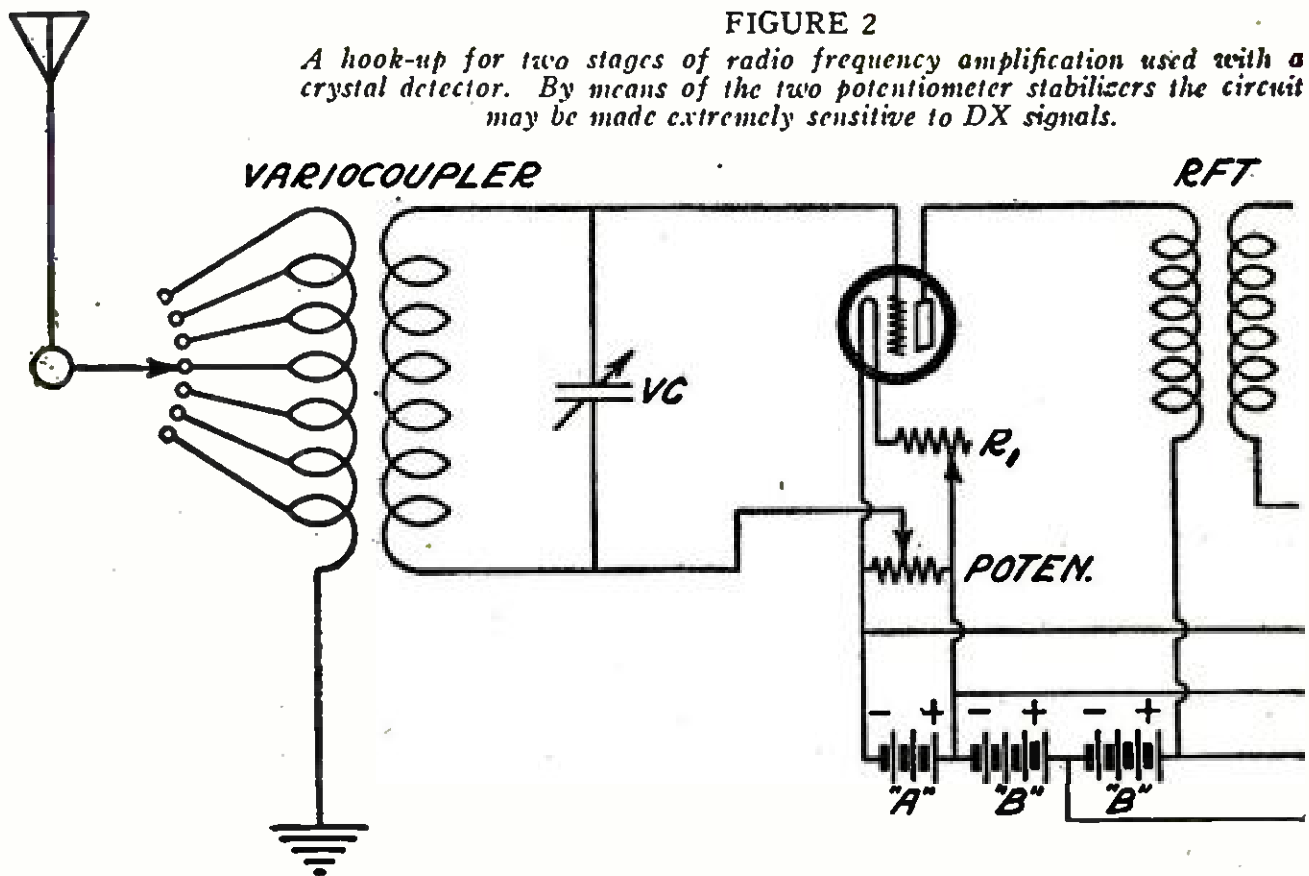 FIGURE 2
A hook-up for two stages of radio frequency amplification used with a
crystal detector. By means of the two potentiometer stabilizers the circuit
may be made extremely sensitive to DX signals.
VARIOCOUPLER
RFT
VC
R,
POTEN.
- + - + - +
"A" "B" "B"